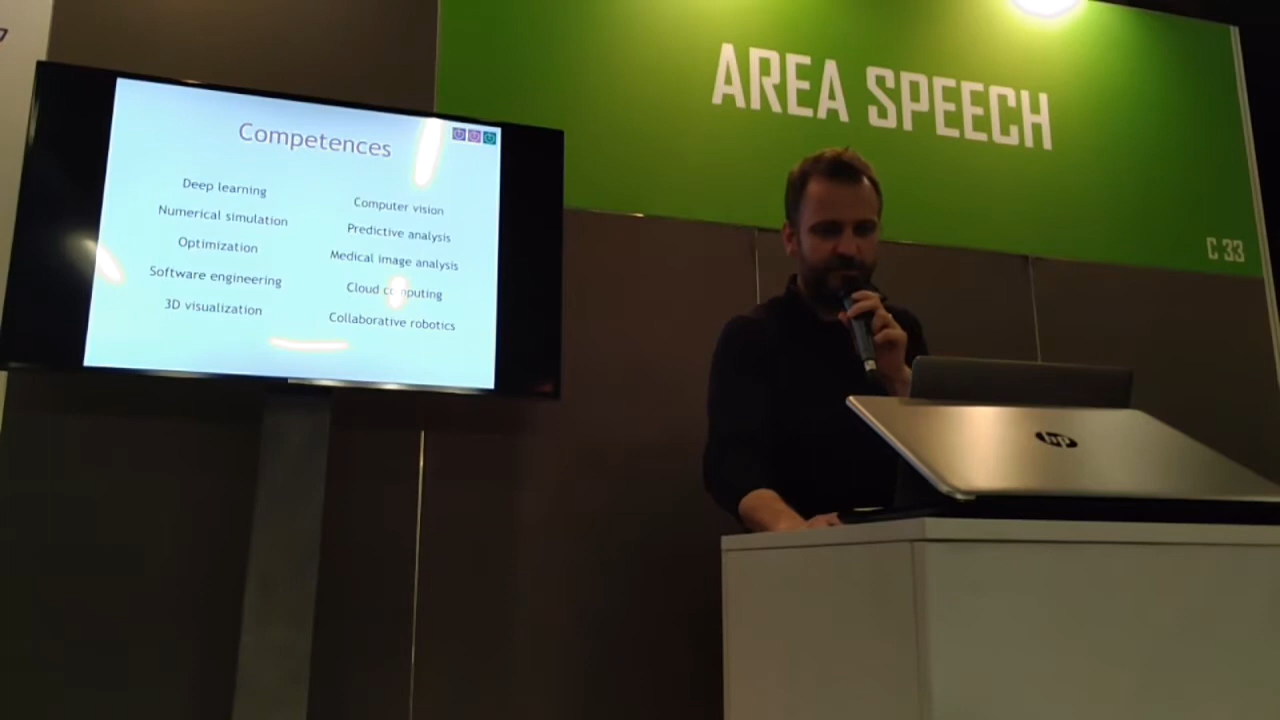 Competences
Deep learning
Numerical simulation
Optimization
Software engineering
3D visualization
Computer vision
Predictive analysis
Medical image analysis
Cloud computing
Collaborative robotics
AREA SPEECH
C 33
hp